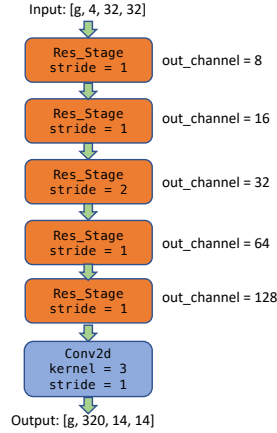 Input: [g, 4, 32, 32]
Res_Stage
stride = 1
out_channel = 8
Res_Stage
stride = 1
out_channel = 16
Res_Stage
stride = 2
out_channel = 32
Res_Stage
stride = 1
out_channel = 64
Res_Stage
stride = 1
out_channel = 128
Conv2d
kernel = 3
stride = 1
Output: [g, 320, 14, 14]